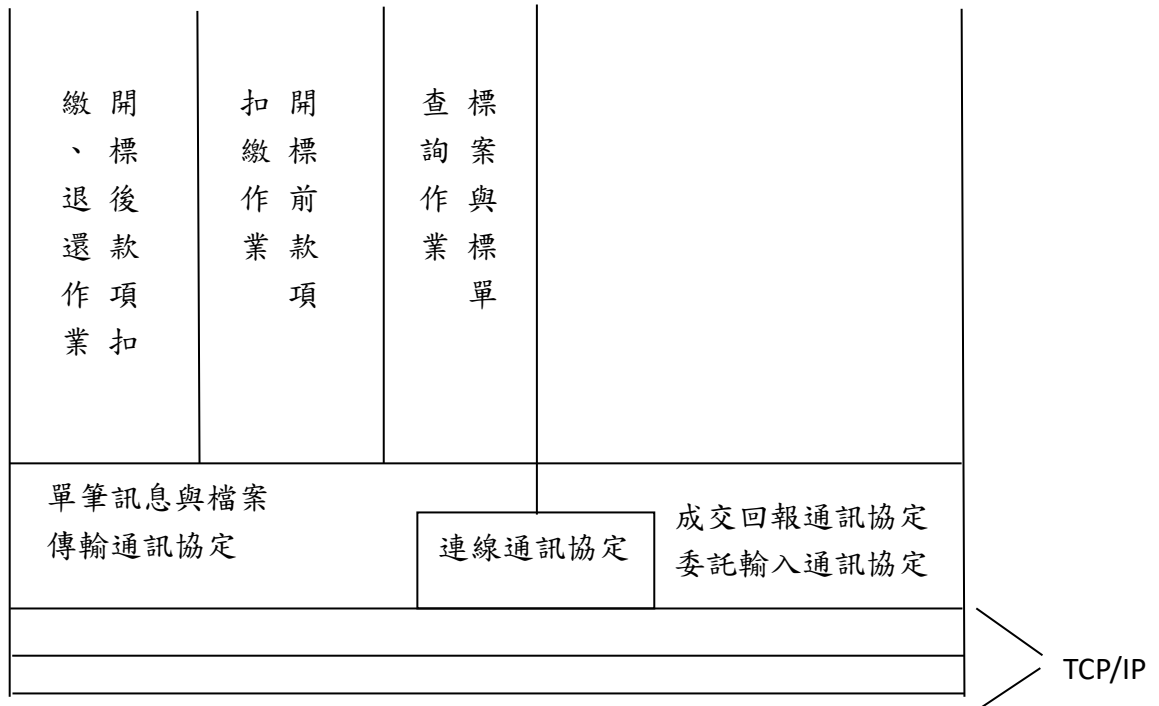 開標後款項扣
繳、退還作業
開標前款項
扣繳作業
標案與標單
查詢作業
單筆訊息與檔案
傳輸通訊協定
連線通訊協定
成交回報通訊協定
委託輸入通訊協定
TCP/IP